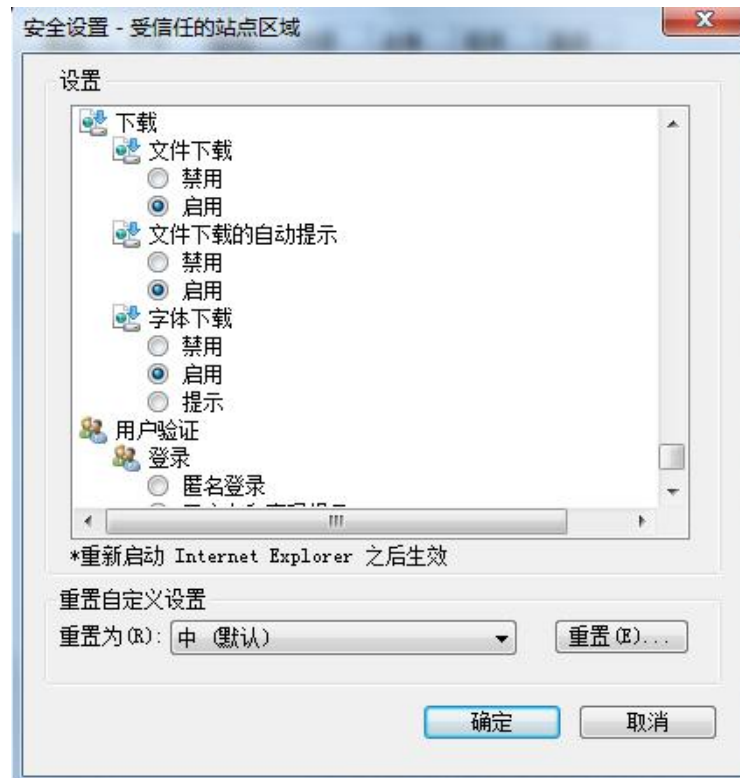 安全设置 - 受信任的站点区域
设置
下载
文件下载
禁用
启用
文件下载的自动提示
禁用
启用
字体下载
禁用
启用
提示
用户验证
登录
匿名登录
*重新启动 Internet Explorer 之后生效
重置自定义设置
重置为(R): 中 (默认) 重置(E)...
确定 取消